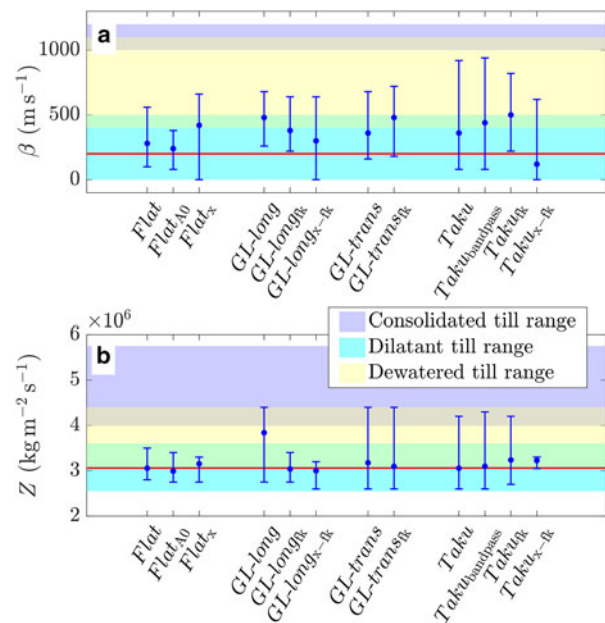 a
β (m s⁻¹)
1000
500
0
Flat
Flat_A0
Flat_x
GL-long
GL-long_fk
GL-long_x−fk
GL-trans
GL-trans_fk
Taku
Taku_bandpass
Taku_fk
Taku_x−fk
×10⁶
b
Z (kg m⁻² s⁻¹)
6
5
4
3
2
Consolidated till range
Dilatant till range
Dewatered till range
Flat
Flat_A0
Flat_x
GL-long
GL-long_fk
GL-long_x−fk
GL-trans
GL-trans_fk
Taku
Taku_bandpass
Taku_fk
Taku_x−fk